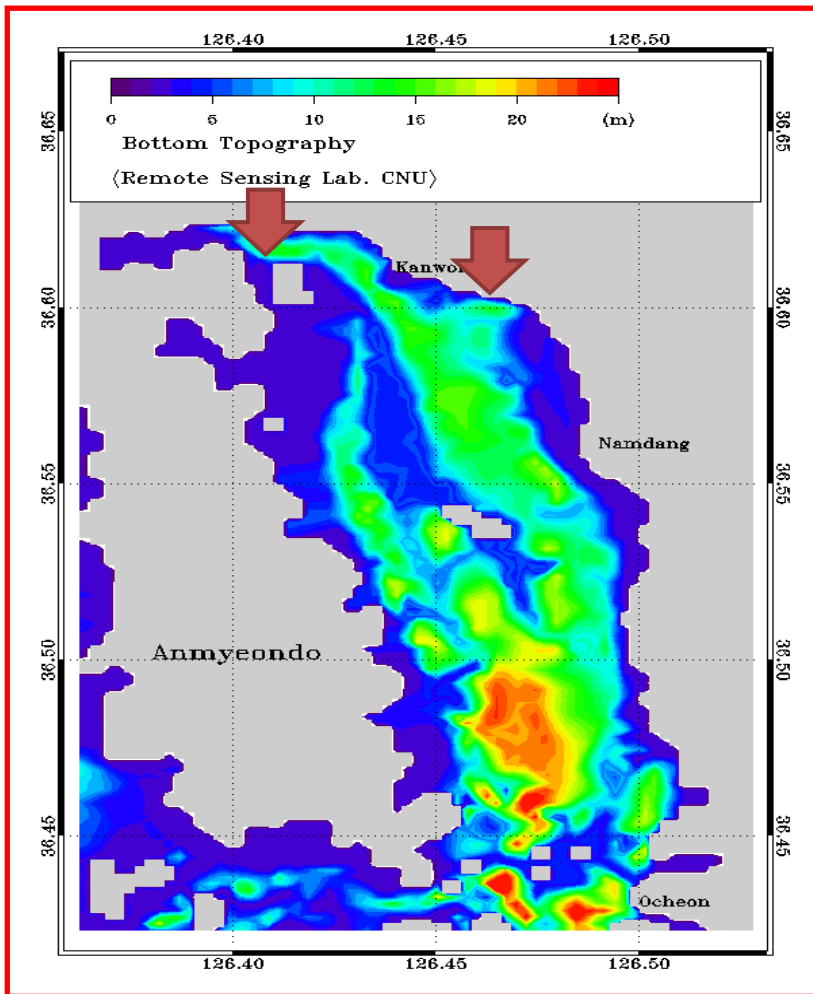 126.40 126.45 126.50
0 5 10 15 20 (m)
Bottom Topography
(Remote Sensing Lab. CNU)
36.65 36.65
36.60 36.60
Namdang
36.55 36.55
Anmyeondo
36.50 36.50
36.45 36.45
Ocheon
126.40 126.45 126.50